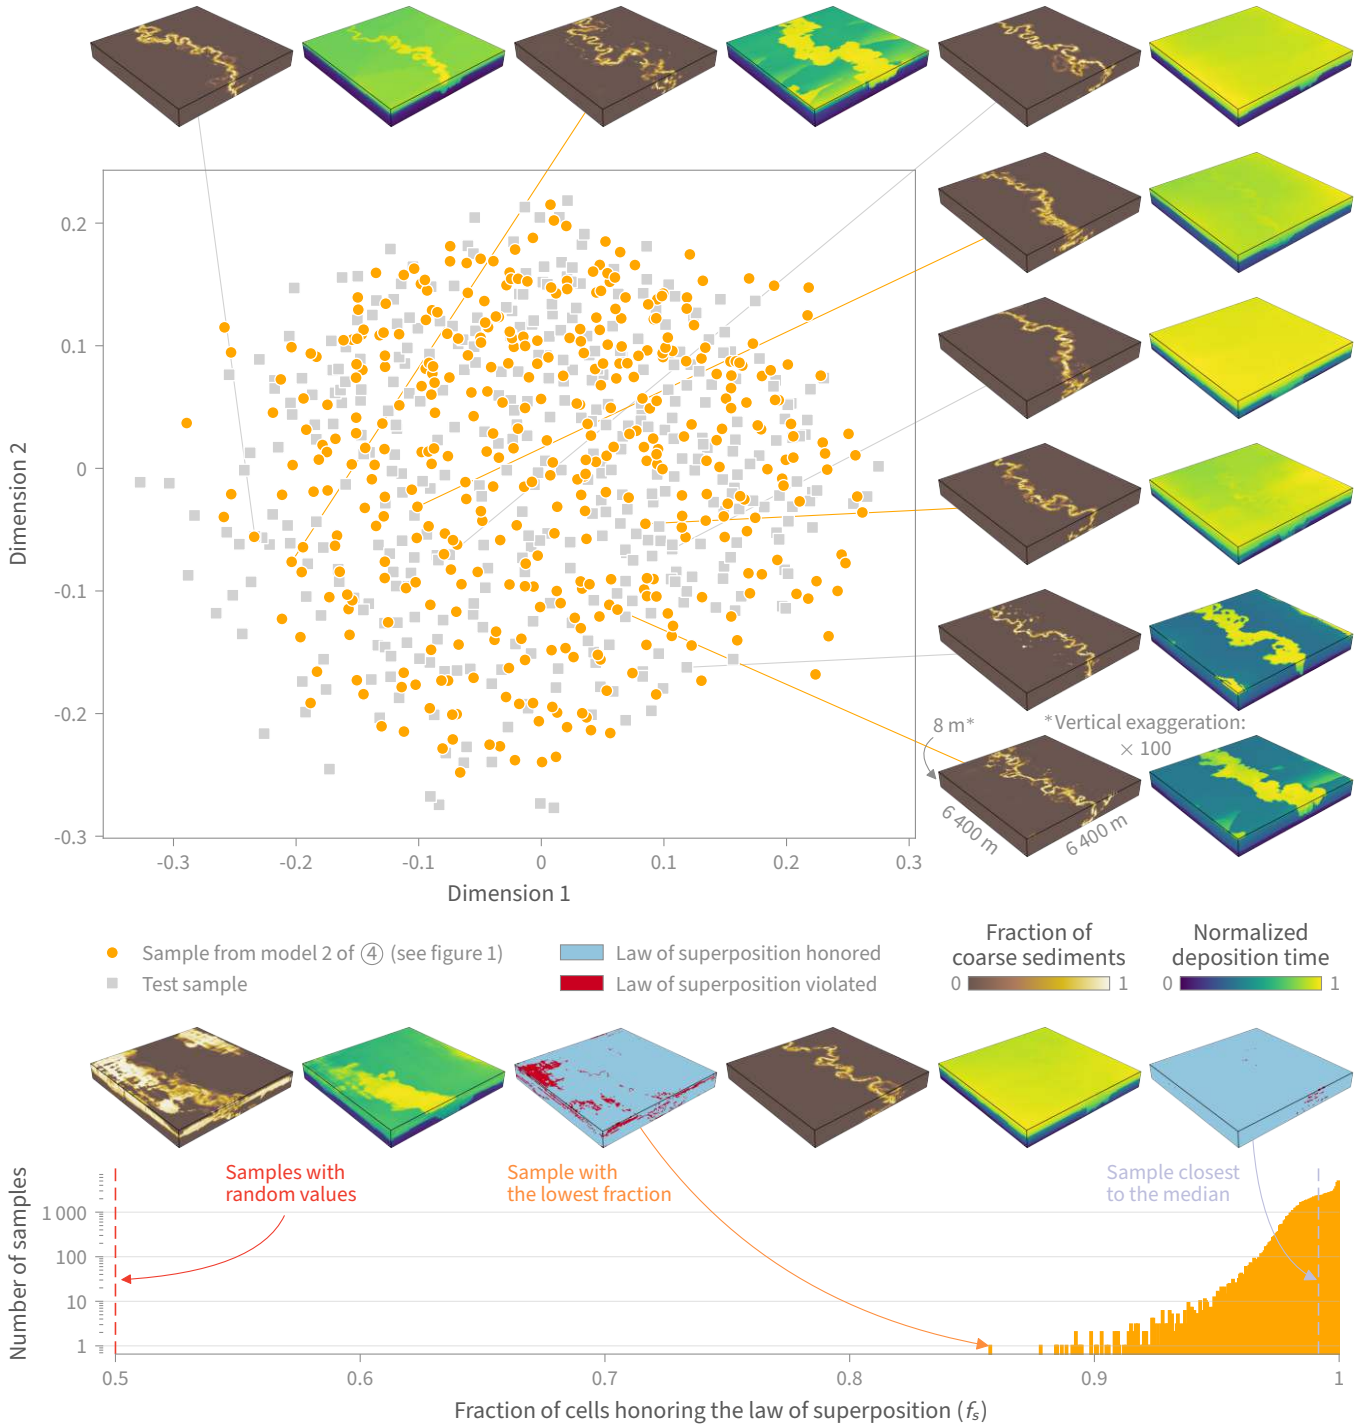 0.2
0.1
0
-0.1
-0.2
-0.3
Dimension 2
-0.3
-0.2
-0.1
0
0.1
0.2
0.3
Dimension 1
8 m*
*Vertical exaggeration:
× 100
6 400 m
6 400 m
Sample from model 2 of ④ (see figure 1)
Test sample
Law of superposition honored
Law of superposition violated
Fraction of
coarse sediments
0
1
Normalized
deposition time
0
1
Samples with
random values
Sample with
the lowest fraction
Sample closest
to the median
Number of samples
1 000
100
10
1
0.5
0.6
0.7
0.8
0.9
1
Fraction of cells honoring the law of superposition (fₛ)